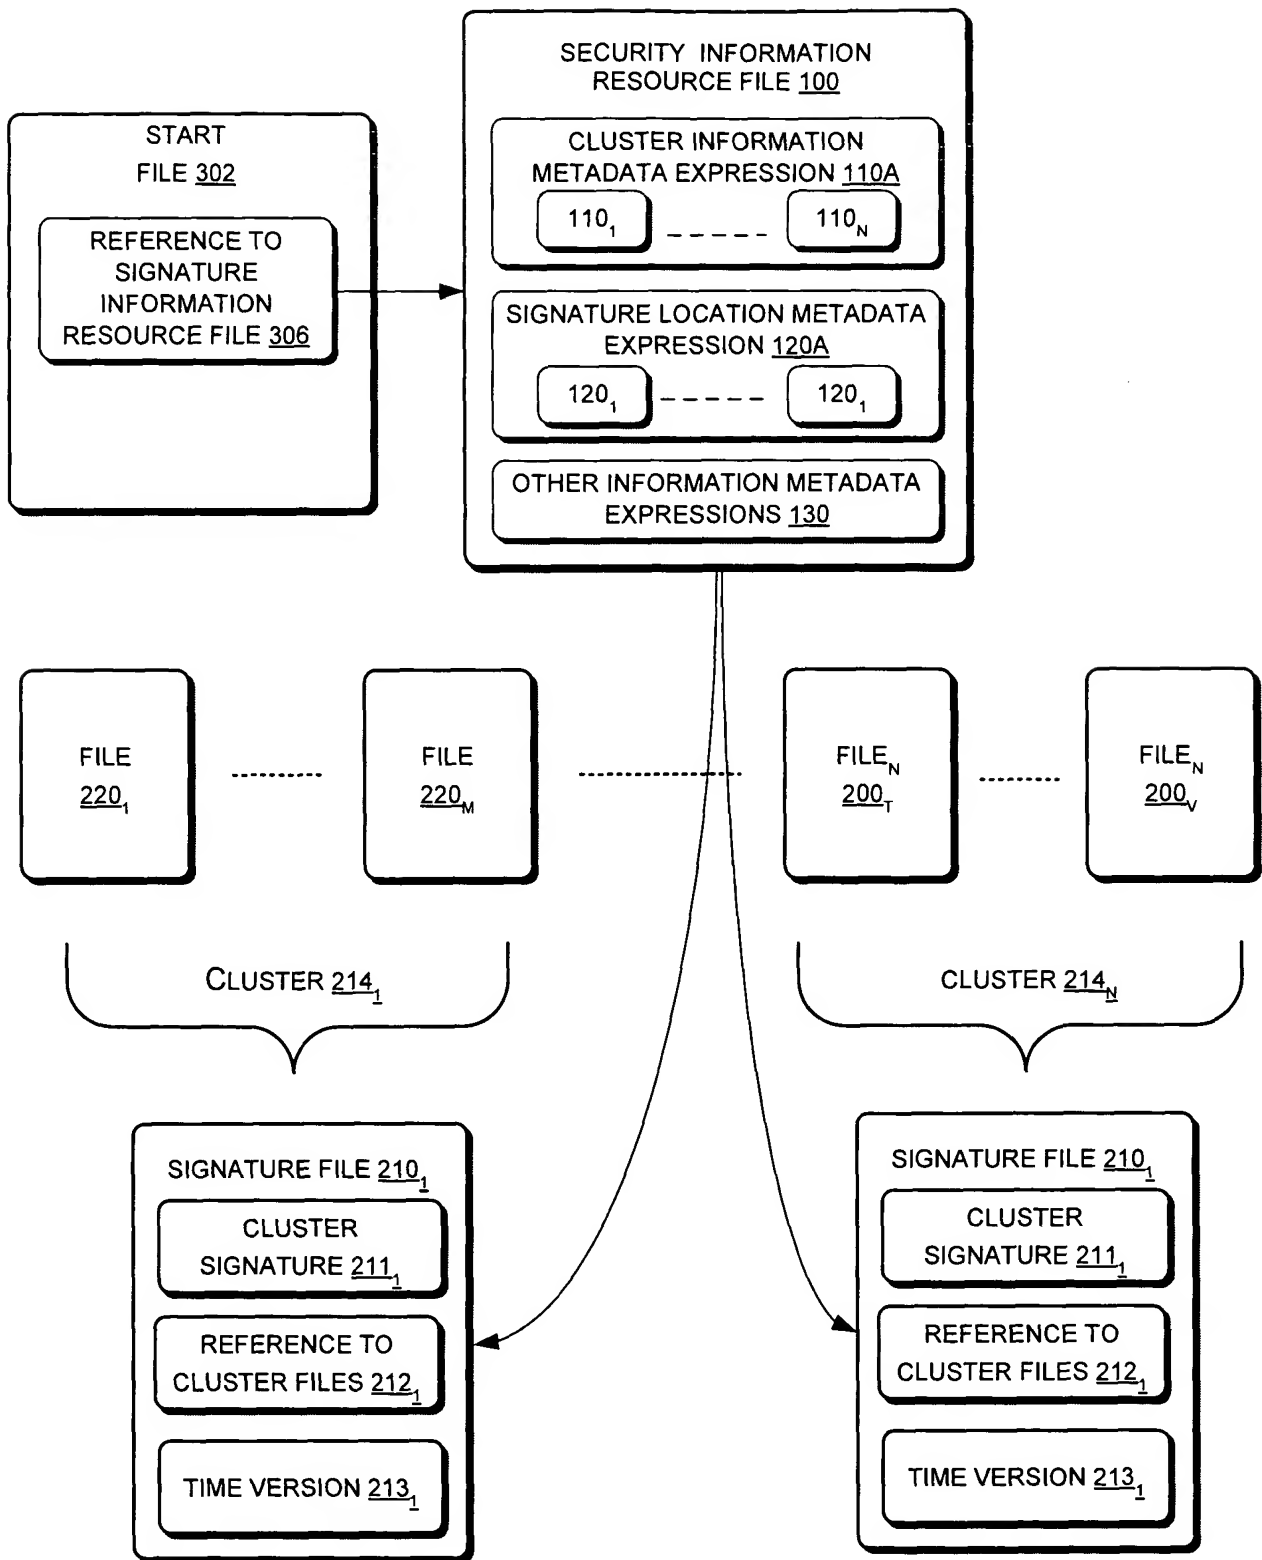 START
FILE 302
REFERENCE TO
SIGNATURE
INFORMATION
RESOURCE FILE 306
SECURITY INFORMATION
RESOURCE FILE 100
CLUSTER INFORMATION
METADATA EXPRESSION 110A
110₁ 110N
SIGNATURE LOCATION METADATA
EXPRESSION 120A
120₁ 120₁
OTHER INFORMATION METADATA
EXPRESSIONS 130
FILE
220₁
FILE
220M
FILEN
200T
FILEN
200V
CLUSTER 214₁
CLUSTER 214N
SIGNATURE FILE 210₁
CLUSTER
SIGNATURE 211₁
REFERENCE TO
CLUSTER FILES 212₁
TIME VERSION 213₁
SIGNATURE FILE 210₁
CLUSTER
SIGNATURE 211₁
REFERENCE TO
CLUSTER FILES 212₁
TIME VERSION 213₁